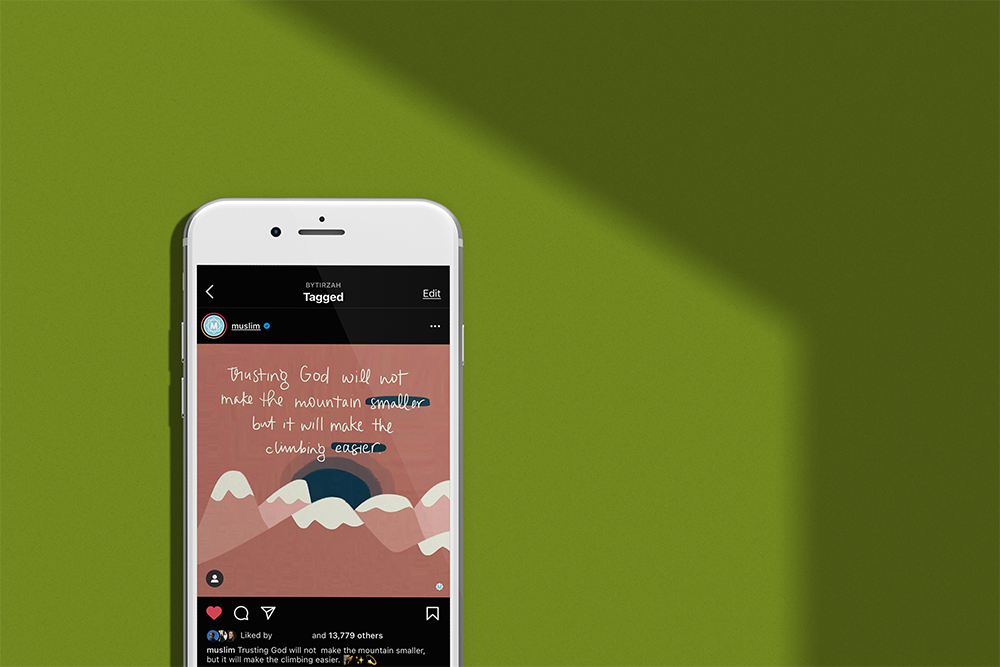 BYTIRZAH
Tagged
Edit
muslim
Trusting God will not
make the mountain smaller
but it will make the
climbing easier
Liked by and 13,779 others
muslim Trusting God will not make the mountain smaller,
but it will make the climbing easier.